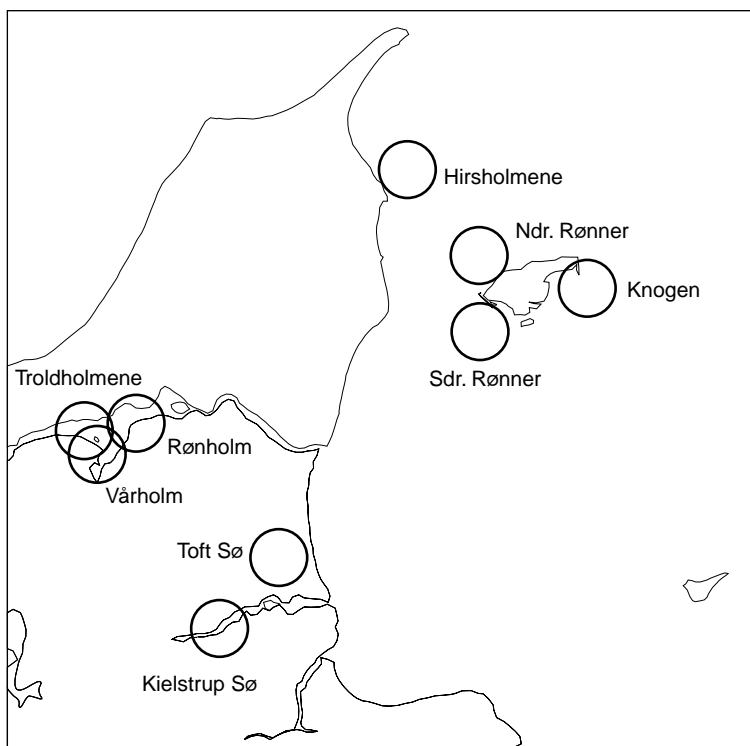 Hirsholmene
Ndr. Rønner
Knogen
Sdr. Rønner
Troldholmene
Rønholm
Vårholm
Toft Sø
Kielstrup Sø